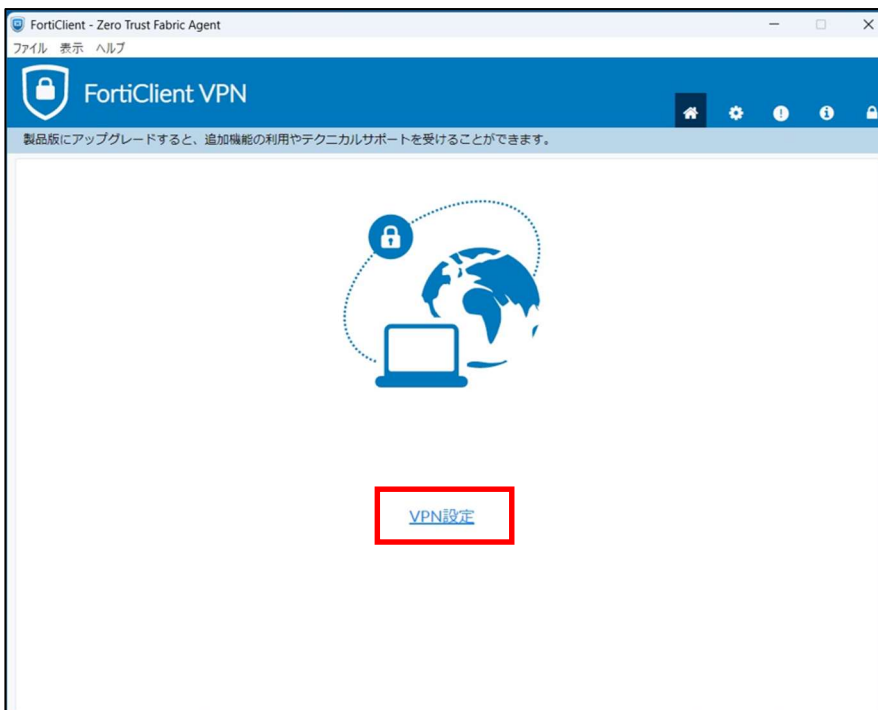 FortiClient - Zero Trust Fabric Agent
ファイル 表示 ヘルプ
FortiClient VPN
製品版にアップグレードすると、追加機能の利用やテクニカルサポートを受けることができます。
VPN設定